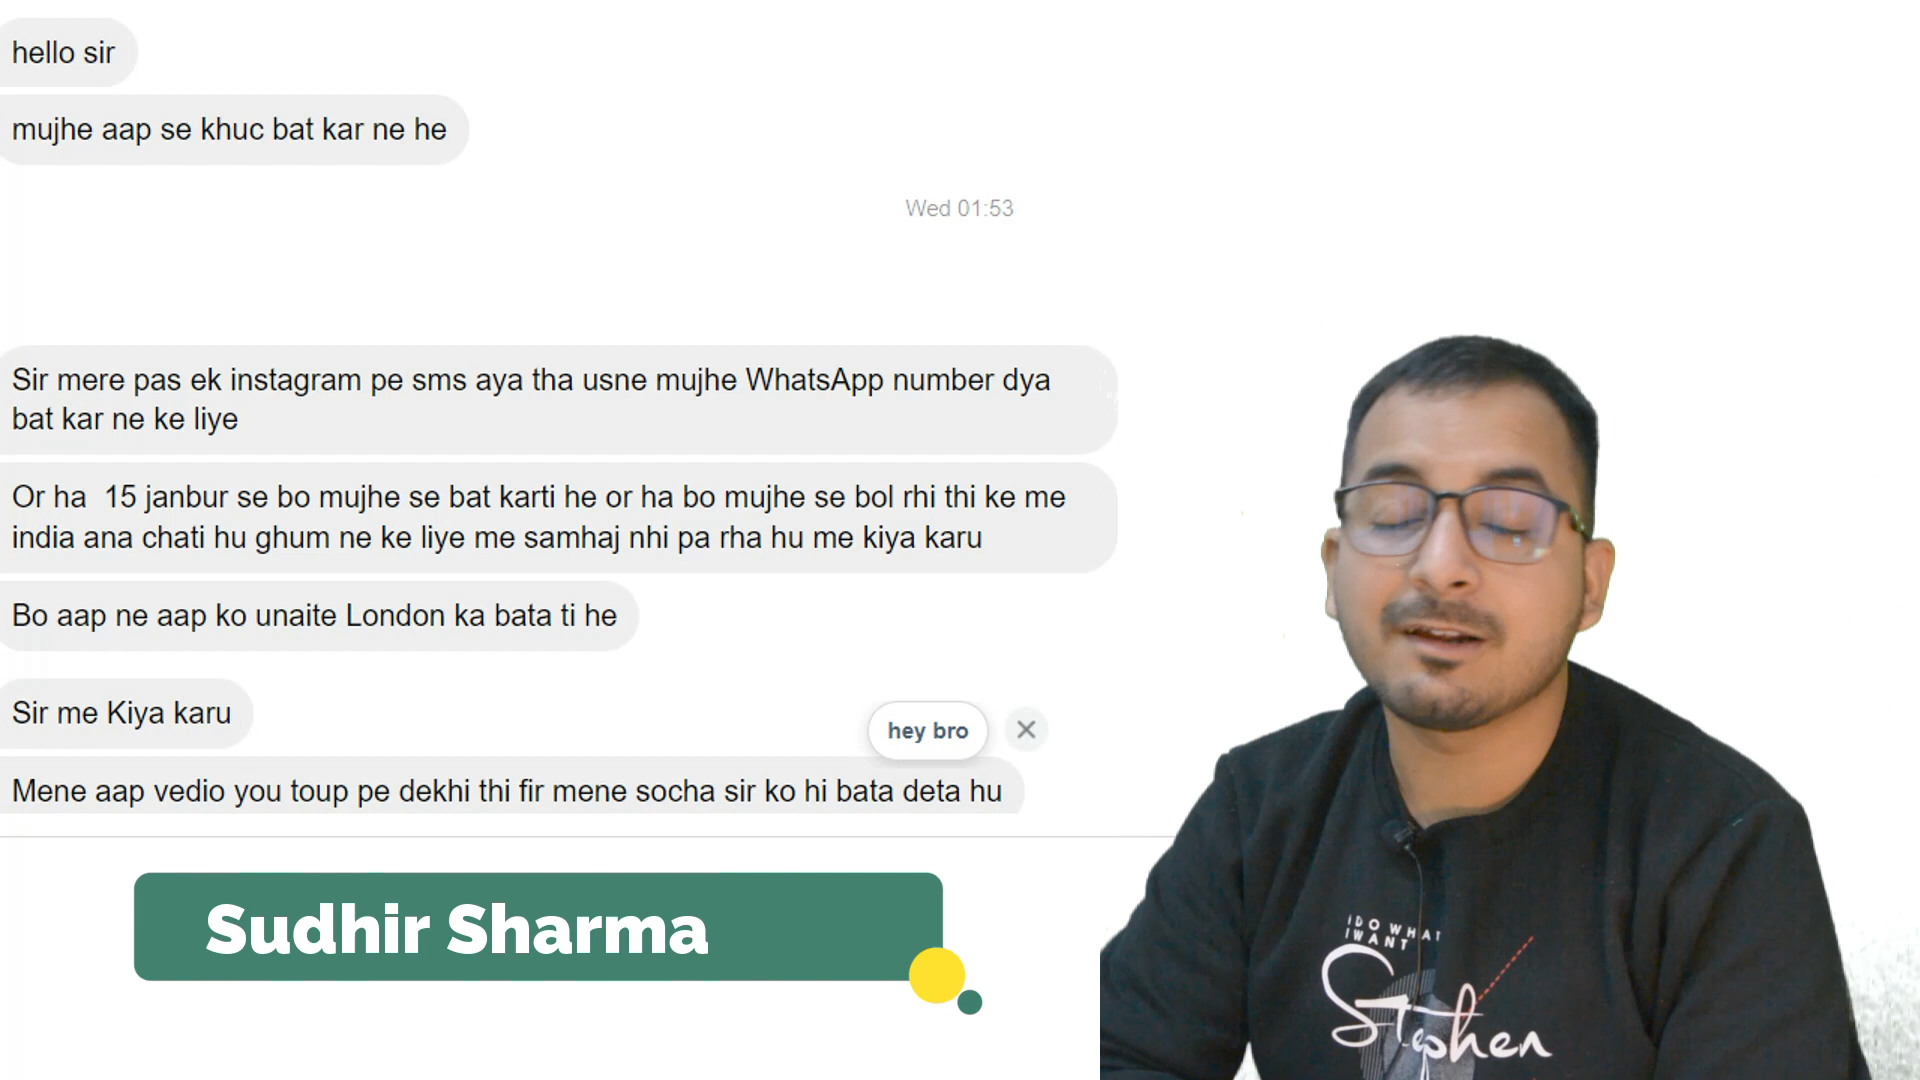 hello sir
mujhe aap se khuc bat kar ne he
Wed 01:53
Sir mere pas ek instagram pe sms aya tha usne mujhe WhatsApp number dya
bat kar ne ke liye
Or ha 15 janbur se bo mujhe se bat karti he or ha bo mujhe se bol rhi thi ke me
india ana chati hu ghum ne ke liye me samhaj nhi pa rha hu me kiya karu
Bo aap ne aap ko unaite London ka bata ti he
Sir me Kiya karu
hey bro
Mene aap vedio you toup pe dekhi thi fir mene socha sir ko hi bata deta hu
Sudhir Sharma
I DO WHAT
I WANT
Stephen